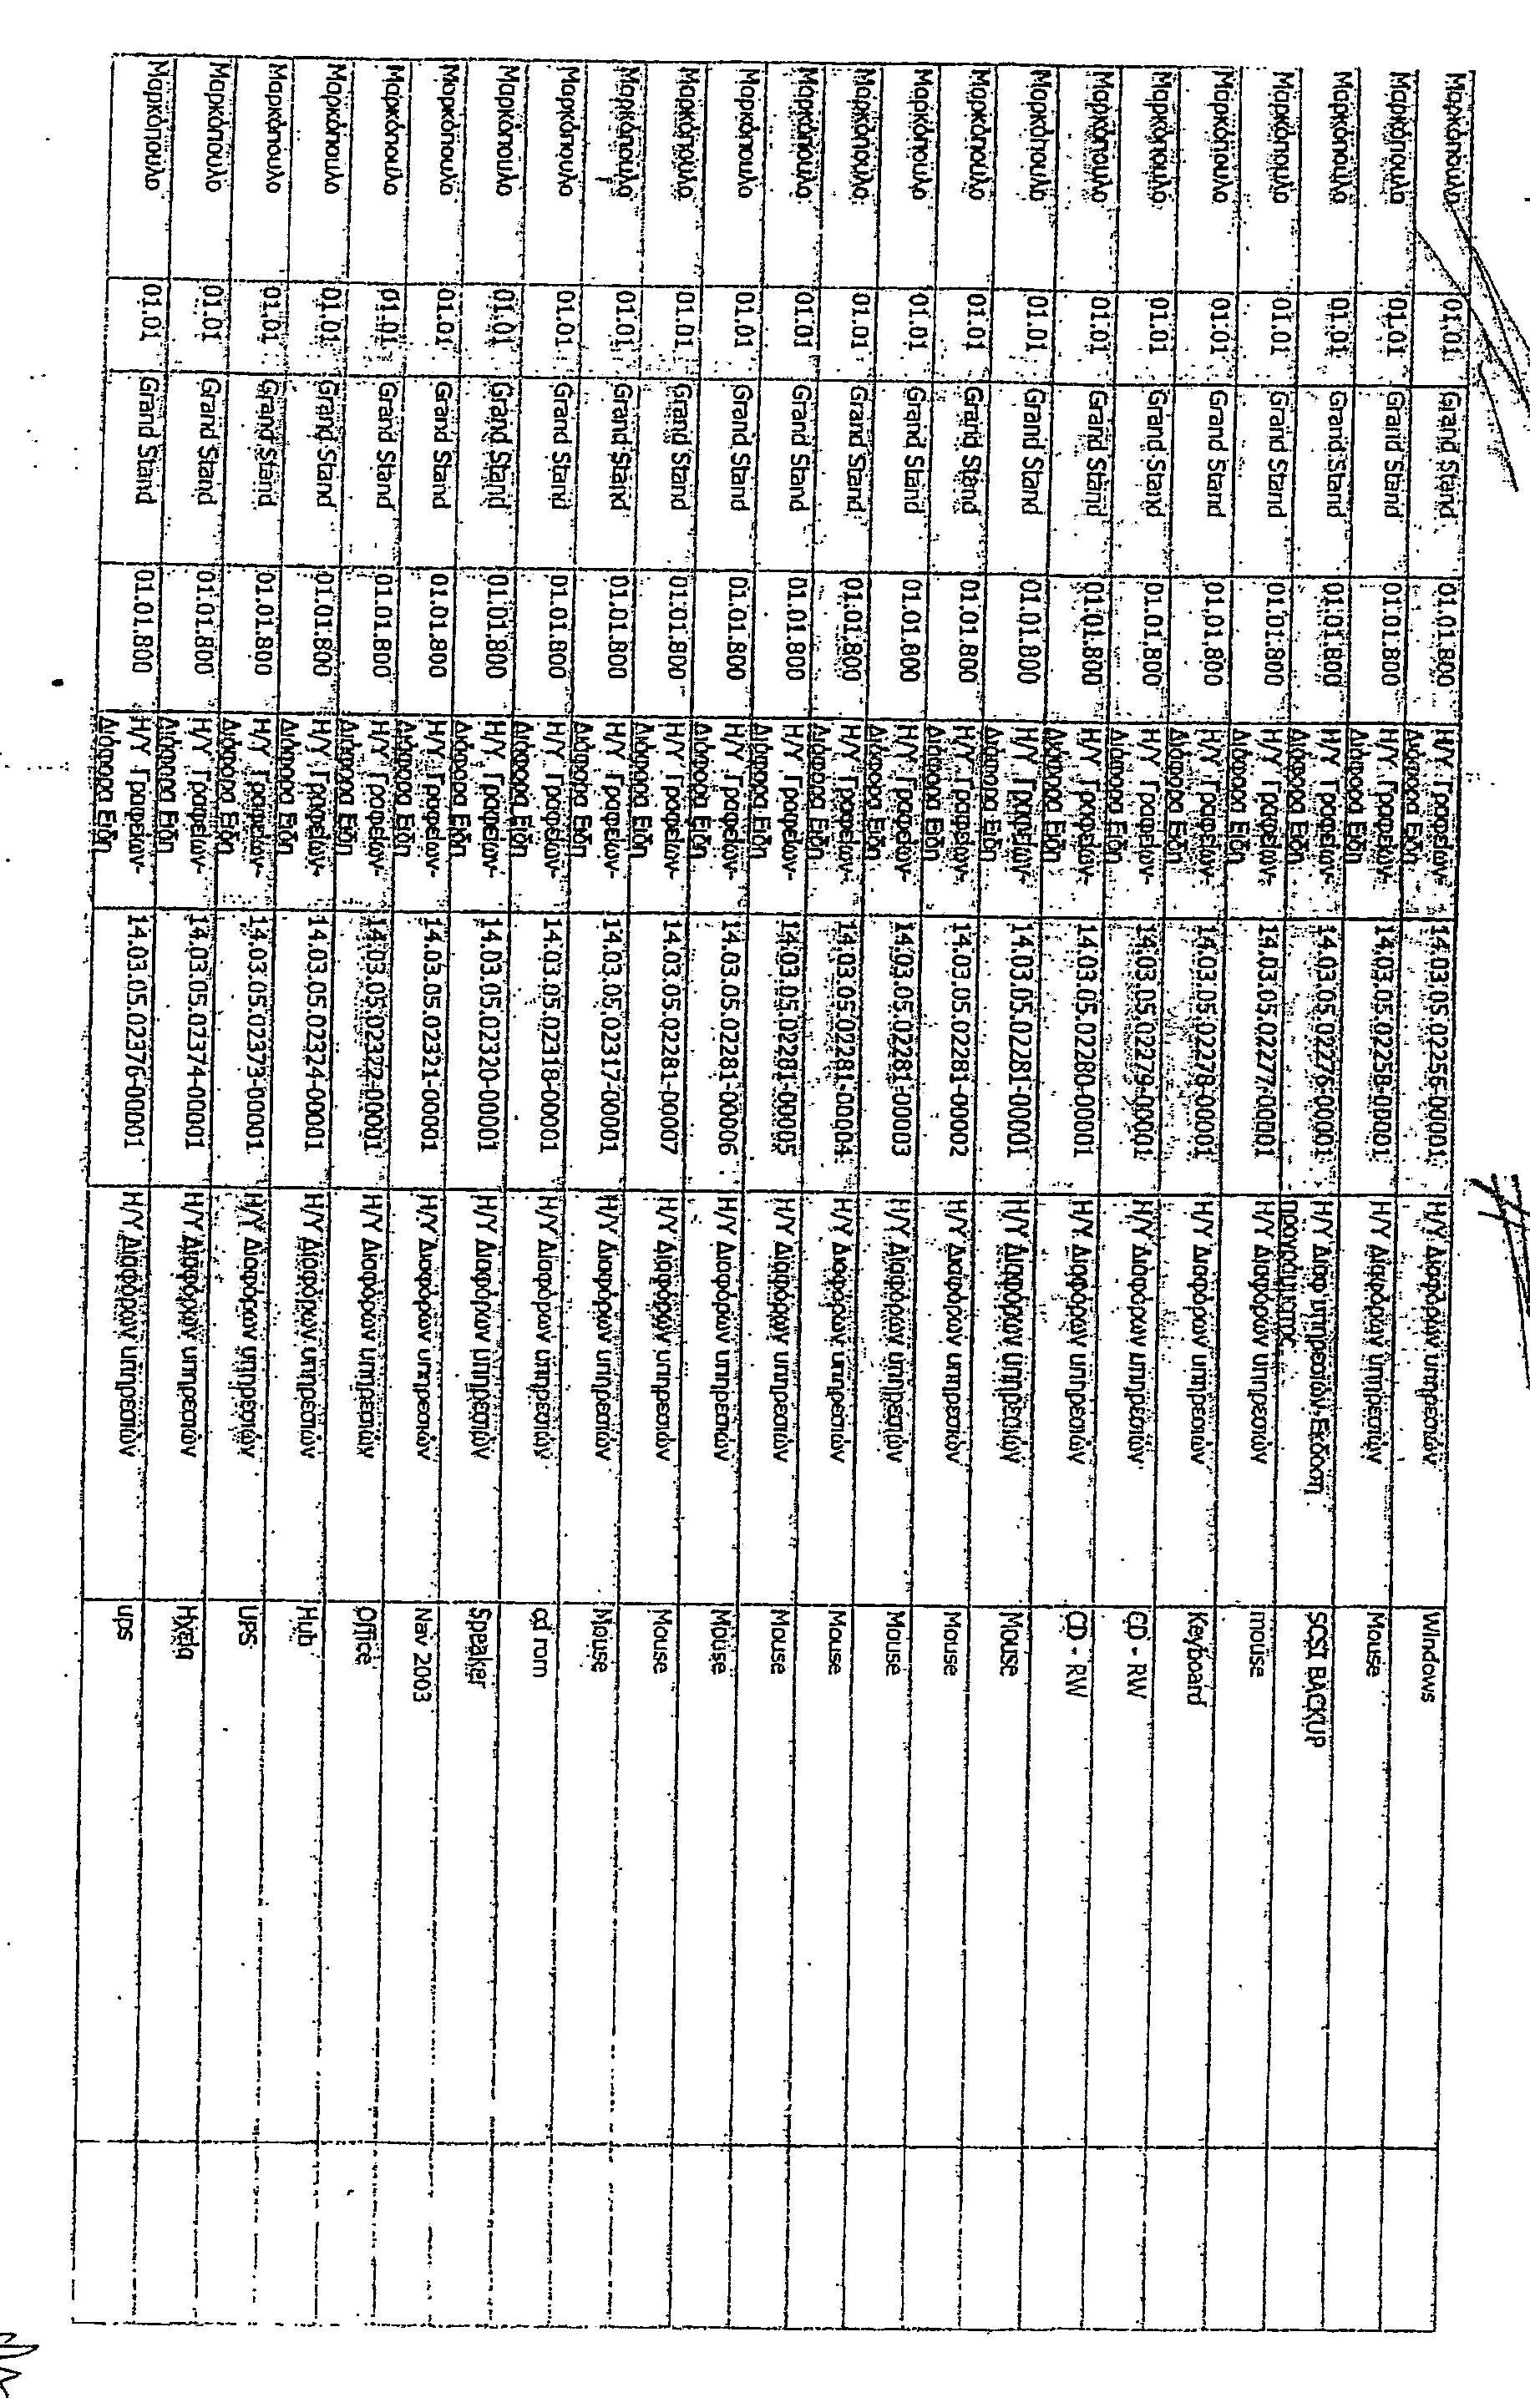 Μαρκόπουλο 01.01 Grand Stand 01.01.800 Η/Υ Γραφείων- Διάφορα Είδη 14.03.05.02256-00001 Η/Υ Διαφόρων υπηρεσιών Windows
Μαρκόπουλο 01.01 Grand Stand 01.01.800 Η/Υ Γραφείων- Διάφορα Είδη 14.03.05.02258-00001 Η/Υ Διαφόρων υπηρεσιών Mouse
Μαρκόπουλο 01.01 Grand Stand 01.01.800 Η/Υ Γραφείων- Διάφορα Είδη 14.03.05.02276-00001 Η/Υ Διαφ υπηρεσιών-Εκδοση προγράμματος SCSI BACKUP
Μαρκόπουλο 01.01 Grand Stand 01.01.800 Η/Υ Γραφείων- Διάφορα Είδη 14.03.05.02277-00001 Η/Υ Διαφόρων υπηρεσιών mouse
Μαρκόπουλο 01.01 Grand Stand 01.01.800 Η/Υ Γραφείων- Διάφορα Είδη 14.03.05.02278-00001 Η/Υ Διαφόρων υπηρεσιών Keyboard
Μαρκόπουλο 01.01 Grand Stand 01.01.800 Η/Υ Γραφείων- Διάφορα Είδη 14.03.05.02279-00001 Η/Υ Διαφόρων υπηρεσιών CD - RW
Μαρκόπουλο 01.01 Grand Stand 01.01.800 Η/Υ Γραφείων- Διάφορα Είδη 14.03.05.02280-00001 Η/Υ Διαφόρων υπηρεσιών CD - RW
Μαρκόπουλο 01.01 Grand Stand 01.01.800 Η/Υ Γραφείων- Διάφορα Είδη 14.03.05.02281-00001 Η/Υ Διαφόρων υπηρεσιών Mouse
Μαρκόπουλο 01.01 Grand Stand 01.01.800 Η/Υ Γραφείων- Διάφορα Είδη 14.03.05.02281-00002 Η/Υ Διαφόρων υπηρεσιών Mouse
Μαρκόπουλο 01.01 Grand Stand 01.01.800 Η/Υ Γραφείων- Διάφορα Είδη 14.03.05.02281-00003 Η/Υ Διαφόρων υπηρεσιών Mouse
Μαρκόπουλο 01.01 Grand Stand 01.01.800 Η/Υ Γραφείων- Διάφορα Είδη 14.03.05.02281-00004 Η/Υ Διαφόρων υπηρεσιών Mouse
Μαρκόπουλο 01.01 Grand Stand 01.01.800 Η/Υ Γραφείων- Διάφορα Είδη 14.03.05.02281-00005 Η/Υ Διαφόρων υπηρεσιών Mouse
Μαρκόπουλο 01.01 Grand Stand 01.01.800 Η/Υ Γραφείων- Διάφορα Είδη 14.03.05.02281-00006 Η/Υ Διαφόρων υπηρεσιών Mouse
Μαρκόπουλο 01.01 Grand Stand 01.01.800 Η/Υ Γραφείων- Διάφορα Είδη 14.03.05.02281-00007 Η/Υ Διαφόρων υπηρεσιών Mouse
Μαρκόπουλο 01.01 Grand Stand 01.01.800 Η/Υ Γραφείων- Διάφορα Είδη 14.03.05.02317-00001 Η/Υ Διαφόρων υπηρεσιών Mouse
Μαρκόπουλο 01.01 Grand Stand 01.01.800 Η/Υ Γραφείων- Διάφορα Είδη 14.03.05.02318-00001 Η/Υ Διαφόρων υπηρεσιών cd rom
Μαρκόπουλο 01.01 Grand Stand 01.01.800 Η/Υ Γραφείων- Διάφορα Είδη 14.03.05.02320-00001 Η/Υ Διαφόρων υπηρεσιών Speaker
Μαρκόπουλο 01.01 Grand Stand 01.01.800 Η/Υ Γραφείων- Διάφορα Είδη 14.03.05.02321-00001 Η/Υ Διαφόρων υπηρεσιών Nav 2003
Μαρκόπουλο 01.01 Grand Stand 01.01.800 Η/Υ Γραφείων- Διάφορα Είδη 14.03.05.02322-00001 Η/Υ Διαφόρων υπηρεσιών Office
Μαρκόπουλο 01.01 Grand Stand 01.01.800 Η/Υ Γραφείων- Διάφορα Είδη 14.03.05.02324-00001 Η/Υ Διαφόρων υπηρεσιών Hub
Μαρκόπουλο 01.01 Grand Stand 01.01.800 Η/Υ Γραφείων- Διάφορα Είδη 14.03.05.02373-00001 Η/Υ Διαφόρων υπηρεσιών UPS
Μαρκόπουλο 01.01 Grand Stand 01.01.800 Η/Υ Γραφείων- Διάφορα Είδη 14.03.05.02374-00001 Η/Υ Διαφόρων υπηρεσιών Ηχεία
Μαρκόπουλο 01.01 Grand Stand 01.01.800 Η/Υ Γραφείων- Διάφορα Είδη 14.03.05.02376-00001 Η/Υ Διαφόρων υπηρεσιών ups